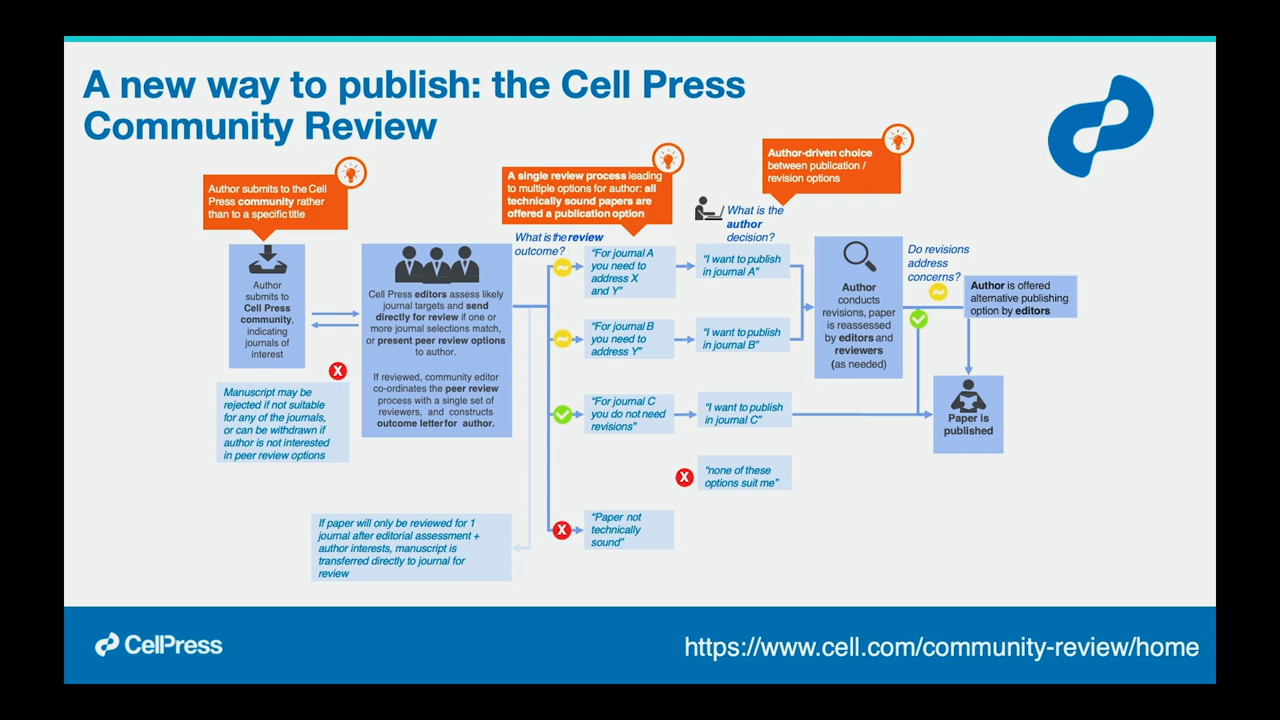 A new way to publish: the Cell Press
Community Review
Author submits to the Cell
Press community rather
than to a specific title
A single review process leading
to multiple options for author: all
technically sound papers are
offered a publication option
Author-driven choice
between publication /
revision options
What is the review
outcome?
What is the
author
decision?
Do revisions
address
concerns?
Author
submits to
Cell Press
community,
indicating
journals of
interest
Cell Press editors assess likely
journal targets and send
directly for review if one or
more journal selections match,
or present peer review options
to author.
If reviewed, community editor
co-ordinates the peer review
process with a single set of
reviewers, and constructs
outcome letter for author.
"For journal A
you need to
address X
and Y"
"I want to publish
in journal A"
"For journal B
you need to
address Y"
"I want to publish
in journal B"
"For journal C
you do not need
revisions"
"I want to publish
in journal C"
X
"none of these
options suit me"
X
"Paper not
technically
sound"
Author
conducts
revisions, paper
is reassessed
by editors and
reviewers
(as needed)
Author is offered
alternative publishing
option by editors
Paper is
published
X
Manuscript may be
rejected if not suitable
for any of the journals,
or can be withdrawn if
author is not interested
in peer review options
If paper will only be reviewed for 1
journal after editorial assessment +
author interests, manuscript is
transferred directly to journal for
review
CellPress
https://www.cell.com/community-review/home